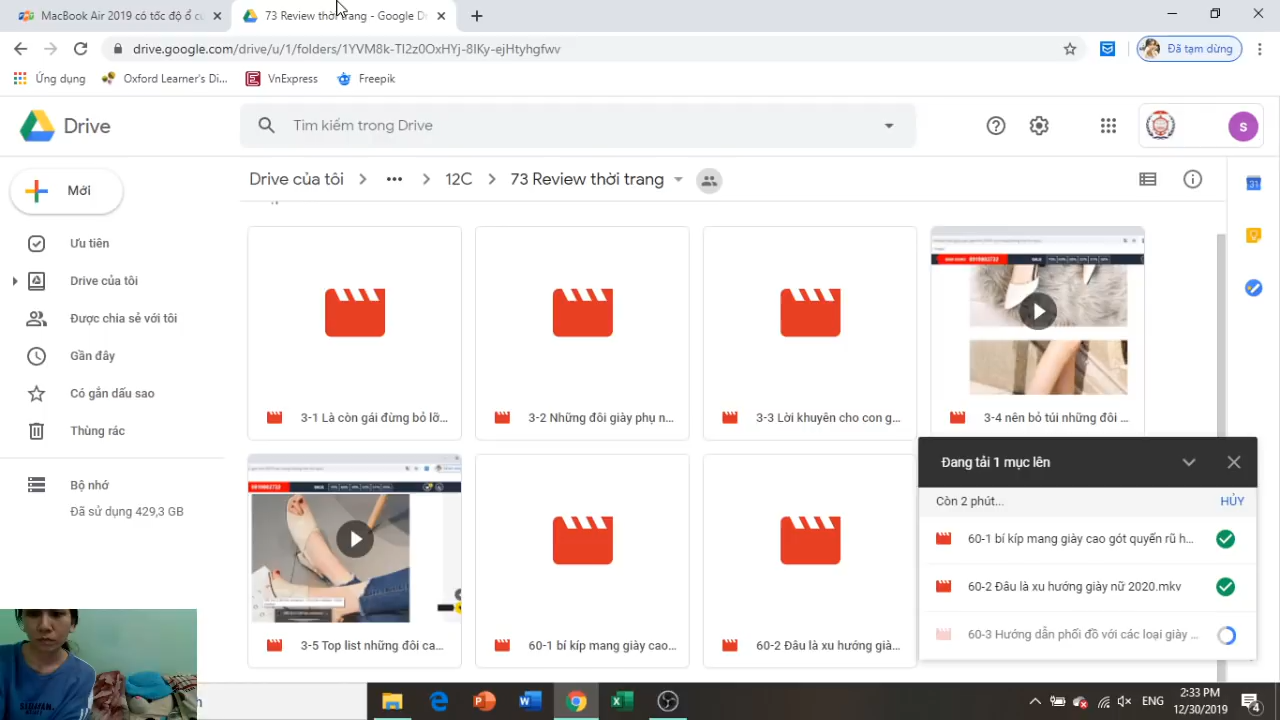 MacBook Air 2019 có tốc độ ổ cú
73 Review thời trang - Google Dr
drive.google.com/drive/u/1/folders/1YVM8k-TI2z0OxHYj-8IKy-ejHtyhgfwv
Đã tạm dừng
Ứng dụng
Oxford Learner's Di...
VnExpress
Freepik
Drive
Tìm kiếm trong Drive
s
Mới
Drive của tôi
12C
73 Review thời trang
31
Ưu tiên
Drive của tôi
Được chia sẻ với tôi
Gần đây
Có gắn dấu sao
Thùng rác
Bộ nhớ
Đã sử dụng 429,3 GB
3-1 Là còn gái đừng bỏ lỡ...
3-2 Những đôi giày phụ n...
3-3 Lời khuyên cho con g...
3-4 nên bỏ túi những đôi ...
3-5 Top list những đôi ca...
60-1 bí kíp mang giày cao...
60-2 Đâu là xu hướng già...
Đang tải 1 mục lên
Còn 2 phút...
HỦY
60-1 bí kíp mang giày cao gót quyến rũ h...
60-2 Đâu là xu hướng giày nữ 2020.mkv
60-3 Hướng dẫn phối đồ với các loại giày ...
ENG
2:33 PM
12/30/2019
4